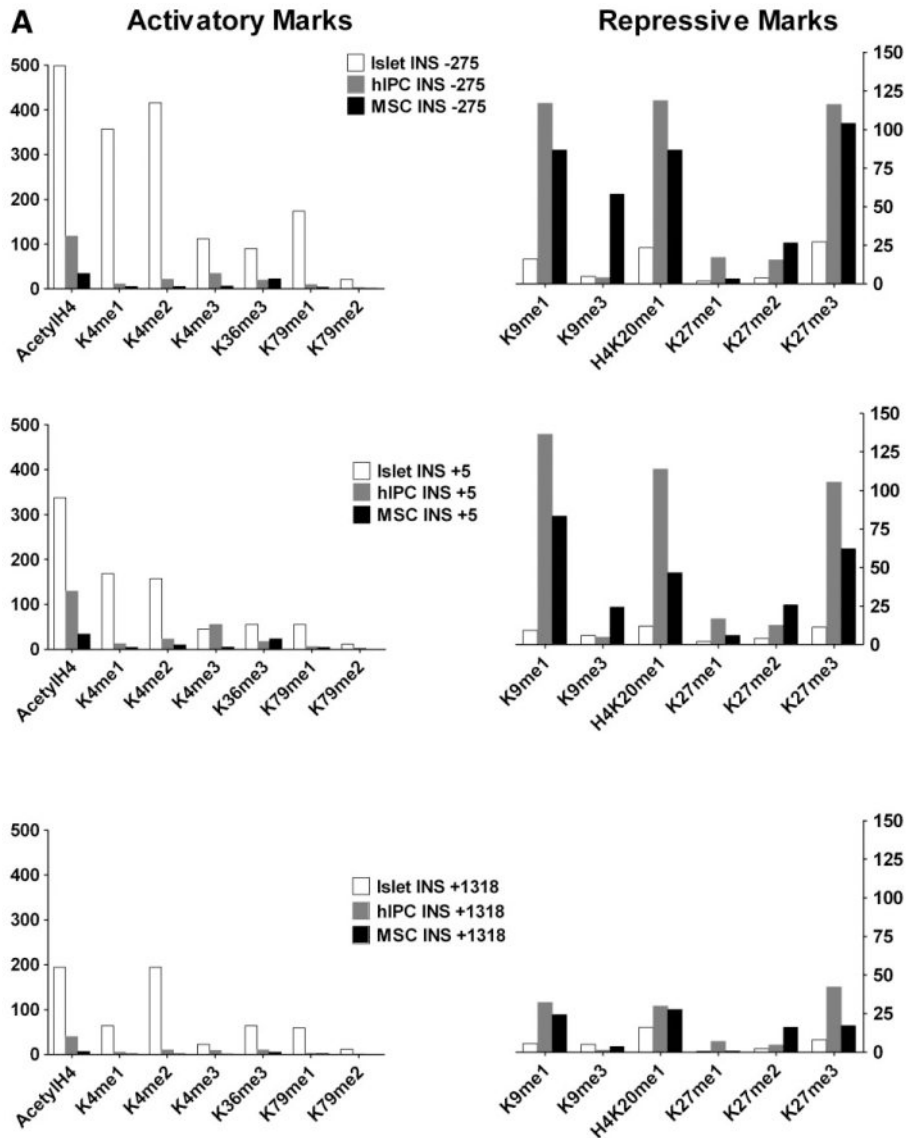 A
Activatory Marks
Repressive Marks
500
400
300
200
100
0
Islet INS -275
hIPC INS -275
MSC INS -275
150
125
100
75
50
25
0
AcetylH4
K4me1
K4me2
K4me3
K36me3
K79me1
K79me2
K9me1
K9me3
H4K20me1
K27me1
K27me2
K27me3
500
400
300
200
100
0
Islet INS +5
hIPC INS +5
MSC INS +5
150
125
100
75
50
25
0
AcetylH4
K4me1
K4me2
K4me3
K36me3
K79me1
K79me2
K9me1
K9me3
H4K20me1
K27me1
K27me2
K27me3
500
400
300
200
100
0
Islet INS +1318
hIPC INS +1318
MSC INS +1318
150
125
100
75
50
25
0
AcetylH4
K4me1
K4me2
K4me3
K36me3
K79me1
K79me2
K9me1
K9me3
H4K20me1
K27me1
K27me2
K27me3